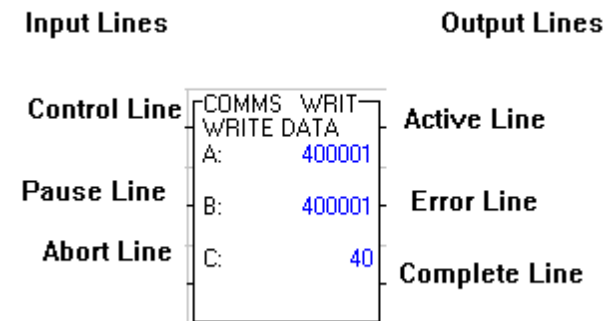 Input Lines
Output Lines
Control Line
COMMS WRIT
WRITE DATA
Active Line
A: 400001
Pause Line
B: 400001
Error Line
Abort Line
C: 40
Complete Line